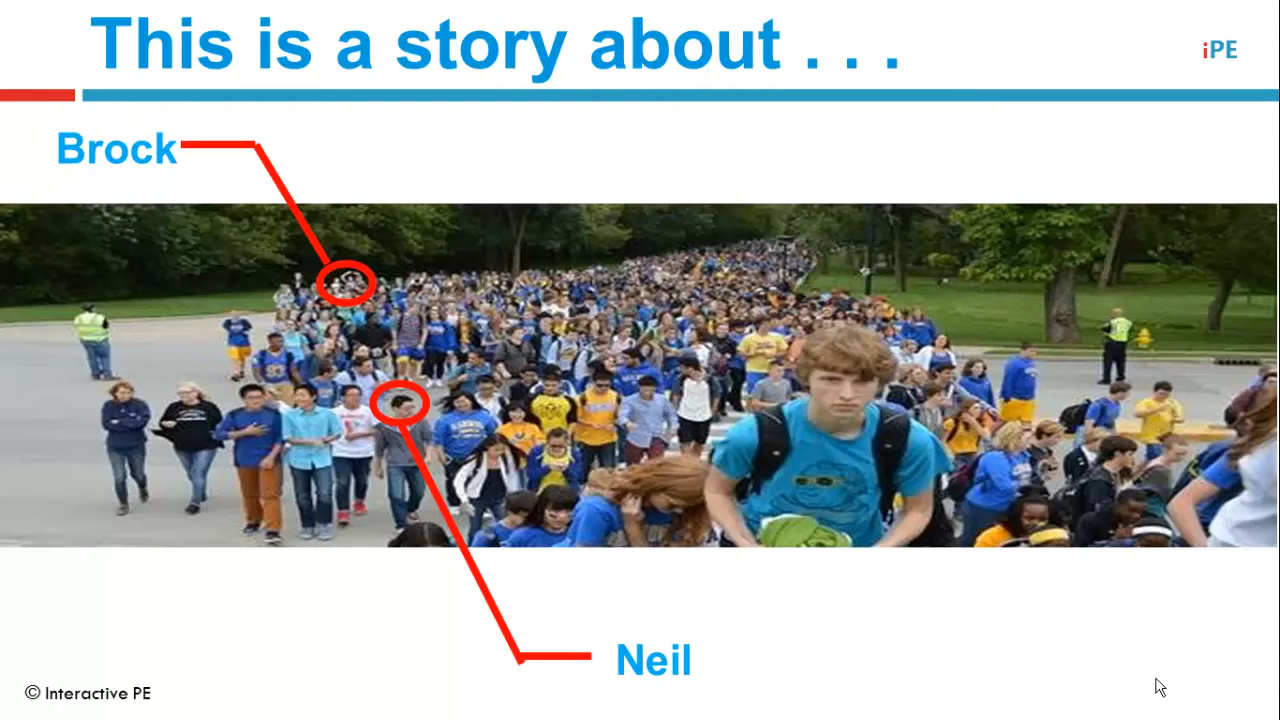 This is a story about . . .
iPE
Brock
Neil
© Interactive PE